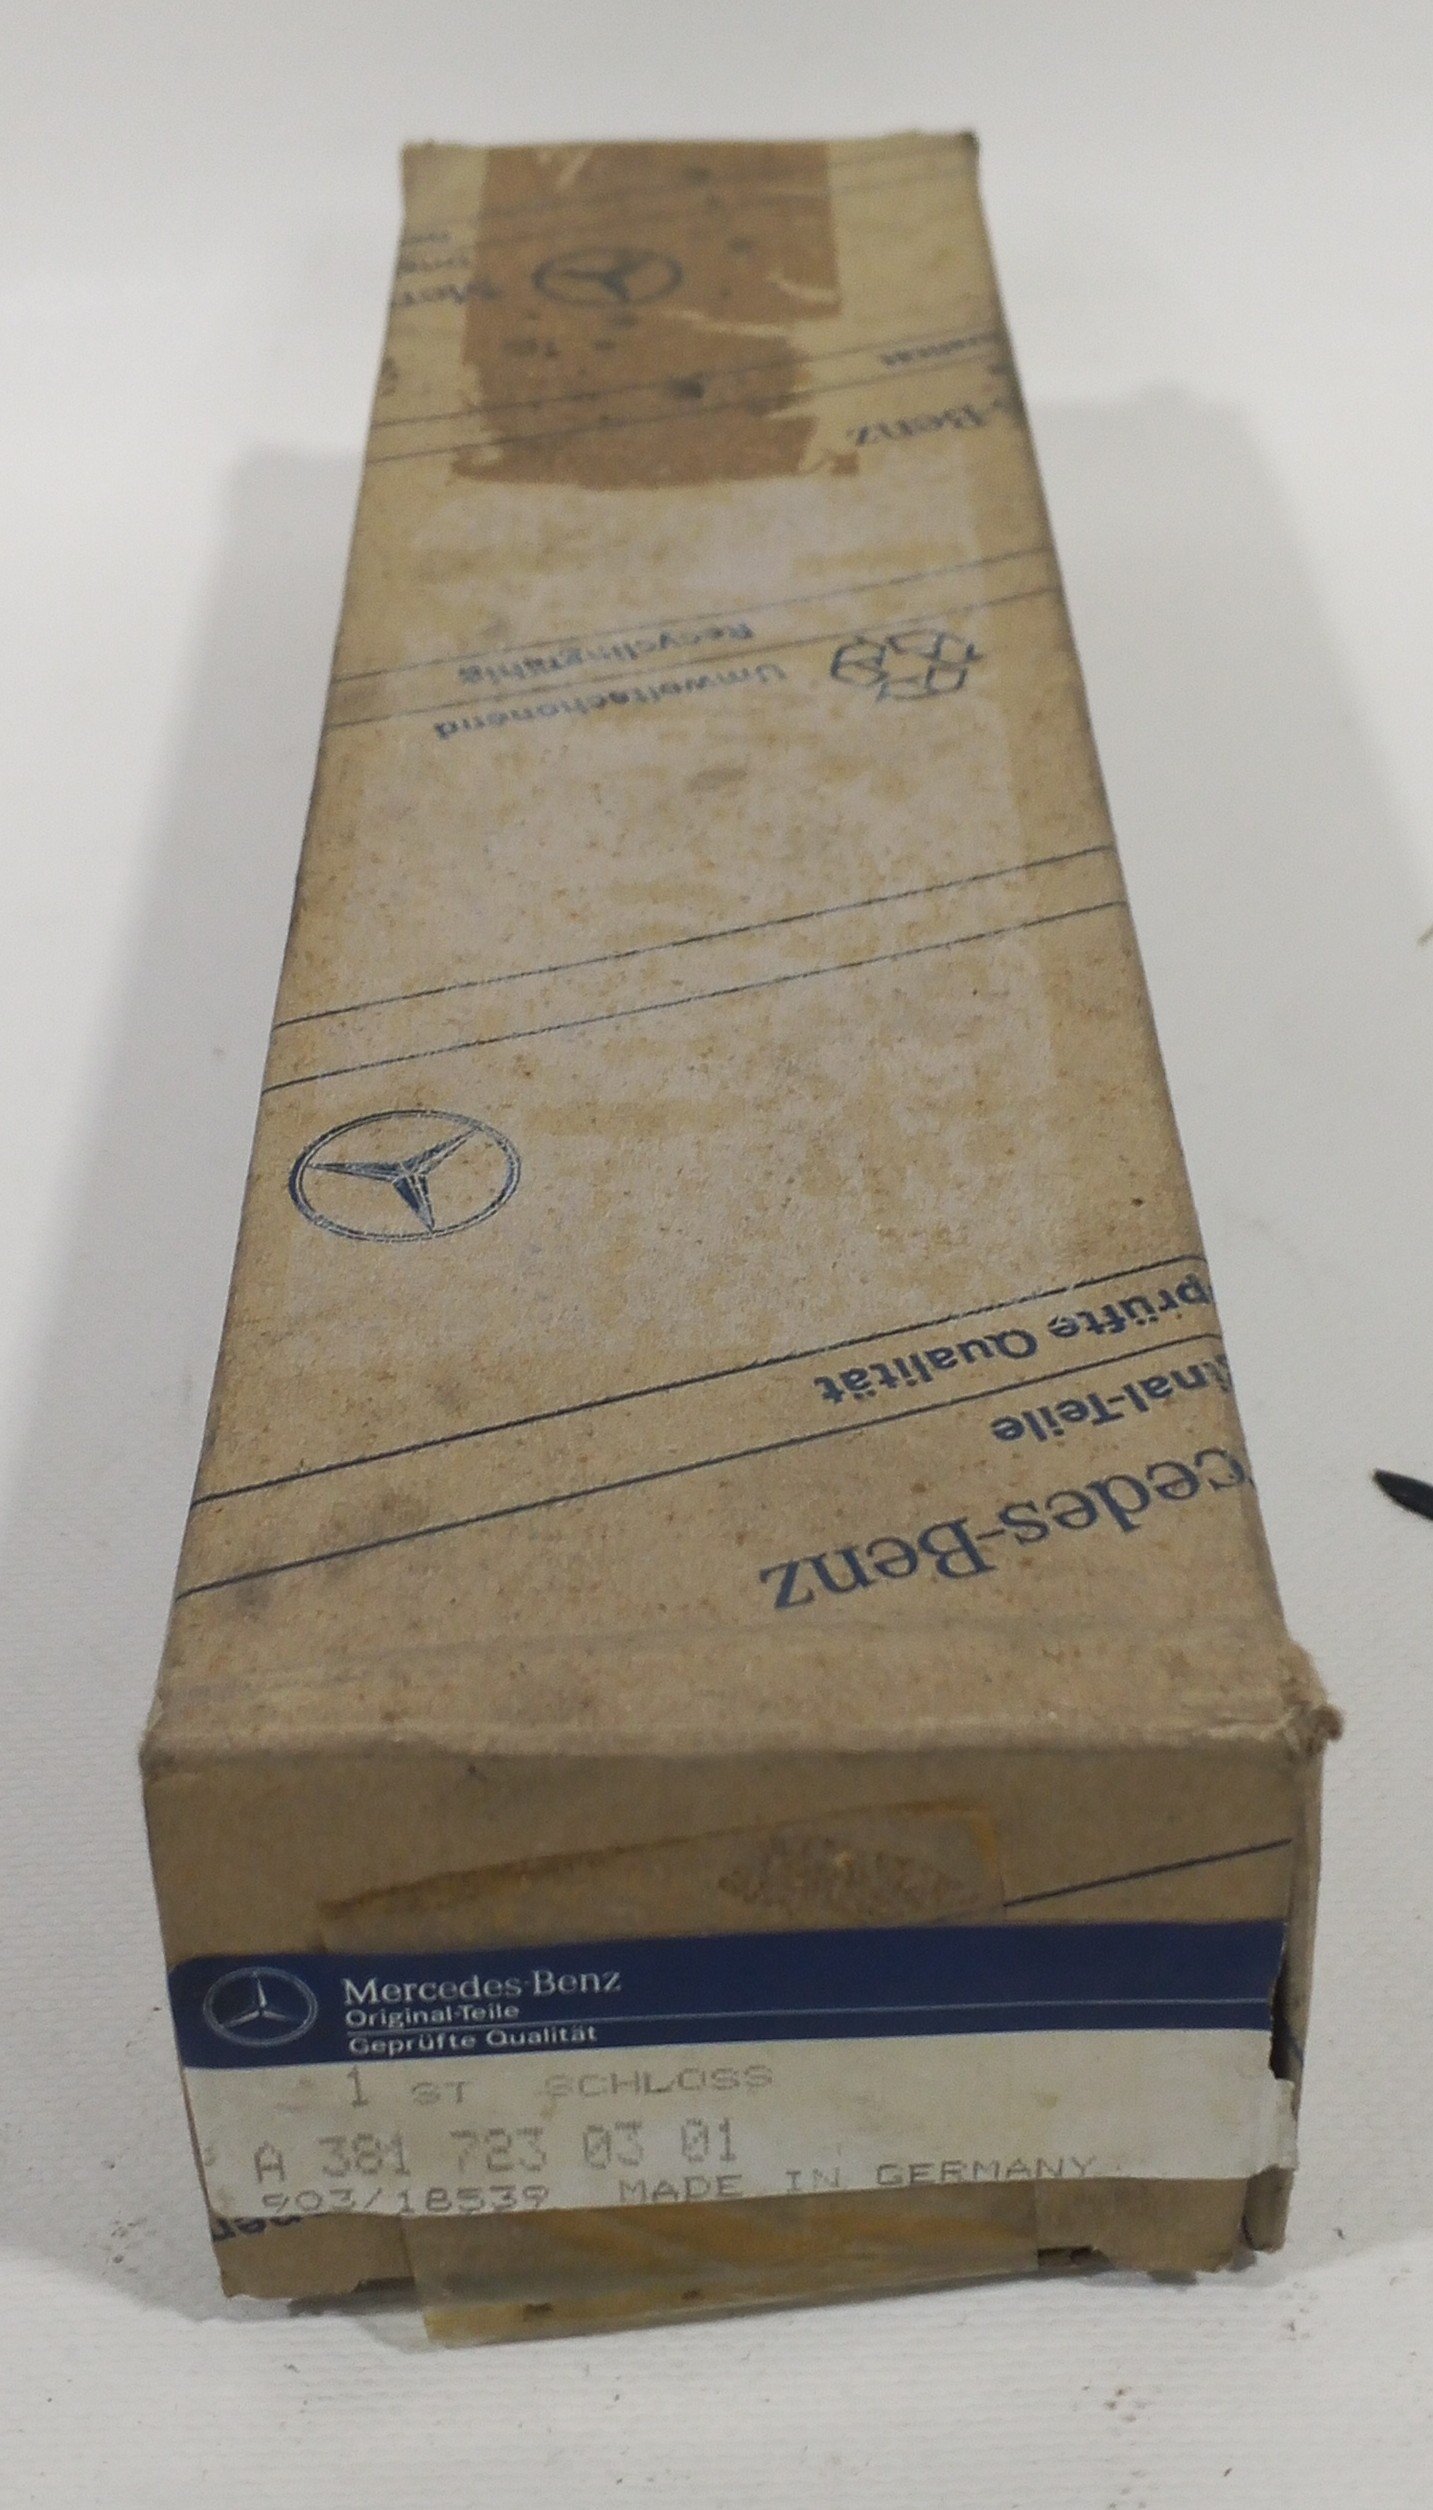 s-Benz
Recyclingfähig
Umweltschonend
prüfte Qualität
inal-Teile
cedes-Benz
Mercedes-Benz
Original-Teile
Geprüfte Qualität
1 ST SCHLOSS
A 381 723 03 01
903/18539 MADE IN GERMANY